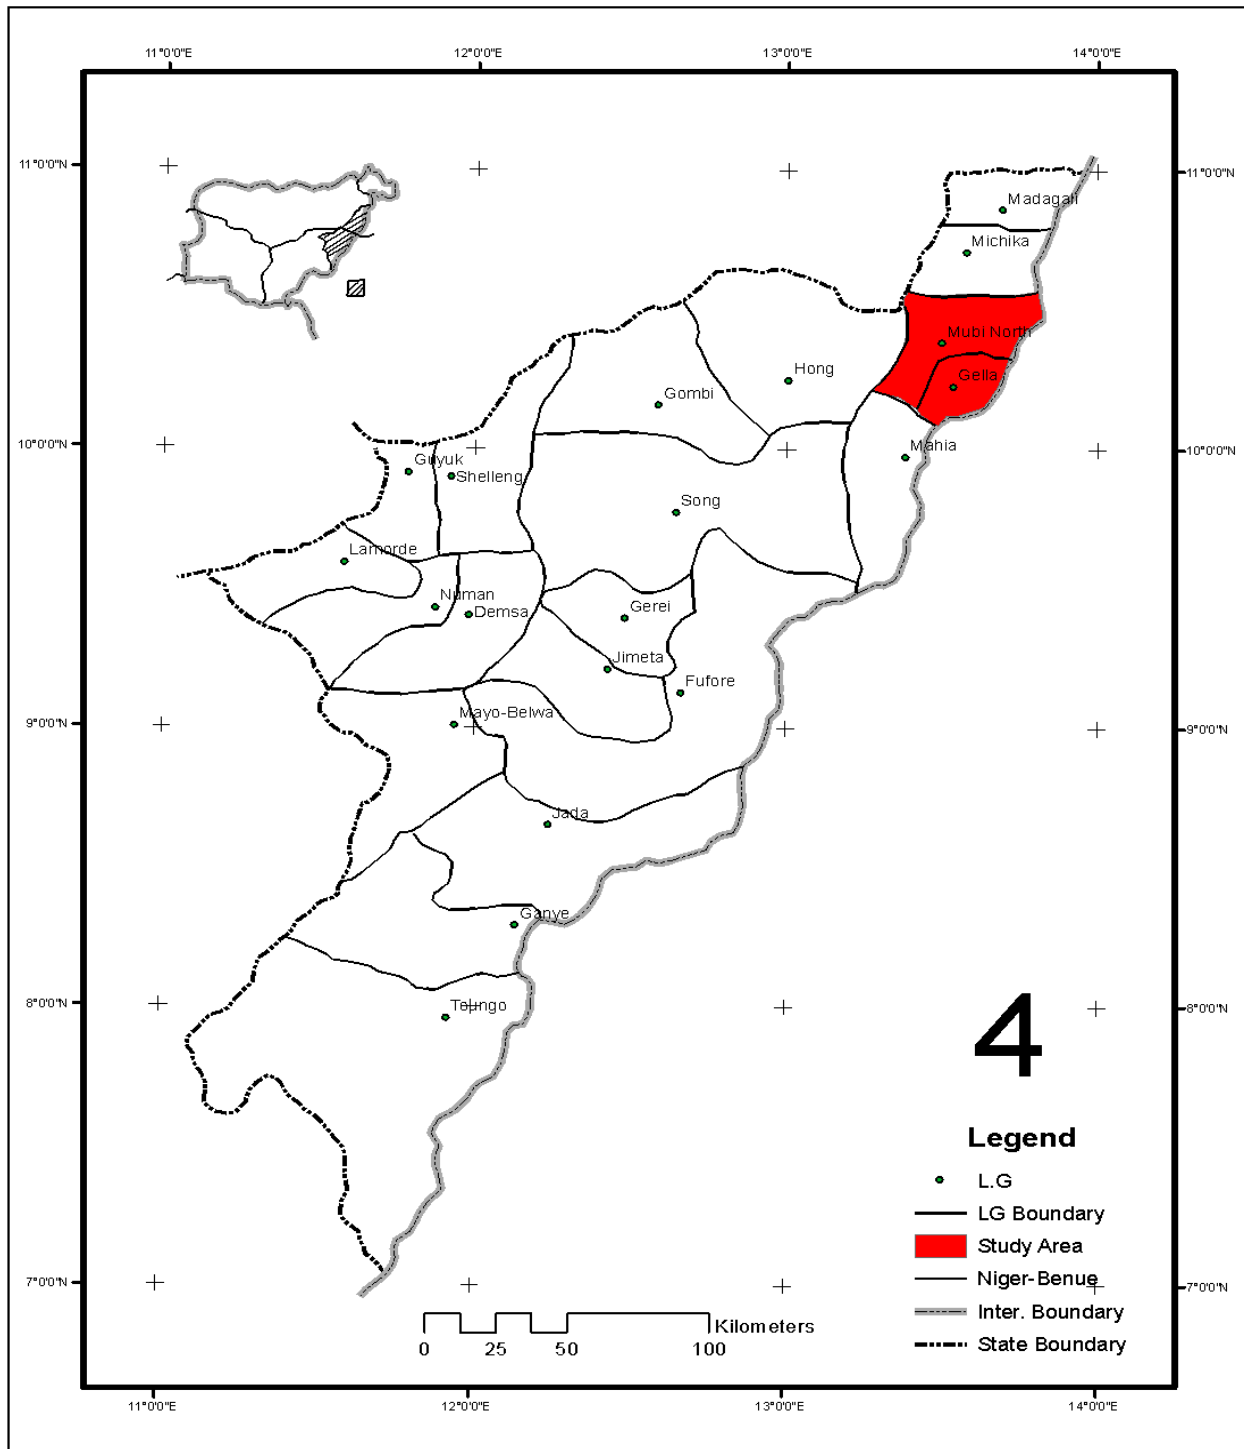 11°0'0"E 12°0'0"E 13°0'0"E 14°0'0"E
11°0'0"N 11°0'0"N
Madagali
Michika
Mubi North
Hong
Gella
Gombi
10°0'0"N 10°0'0"N
Mahia
Guyuk
Shelleng
Song
Lamorde
Numan
Demsa
Gerei
Jimeta
Fufore
Mayo-Belwa
9°0'0"N 9°0'0"N
Jada
Ganye
8°0'0"N 8°0'0"N
Toungo
4
Legend
L.G
LG Boundary
Study Area
Niger-Benue
Inter. Boundary
State Boundary
7°0'0"N 7°0'0"N
Kilometers
0 25 50 100
11°0'0"E 12°0'0"E 13°0'0"E 14°0'0"E